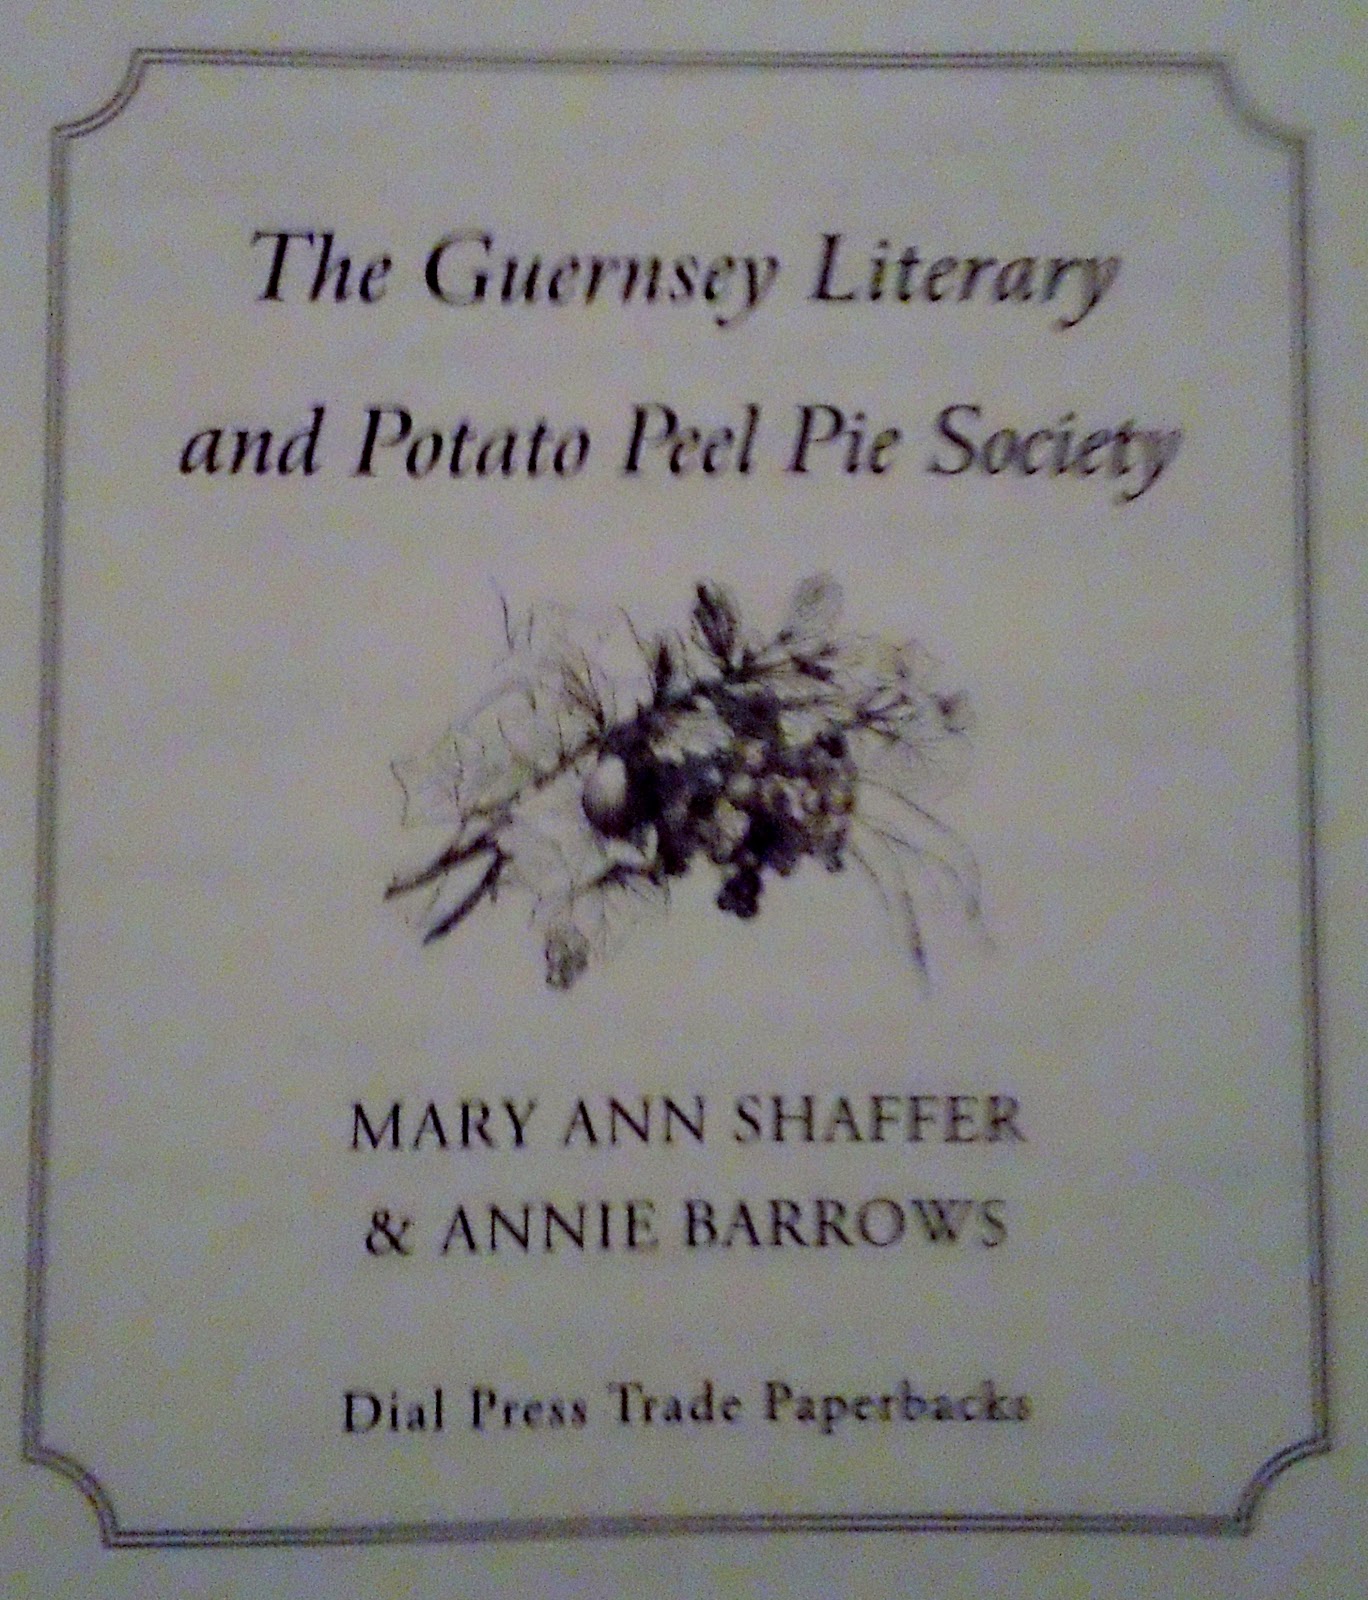 The Guernsey Literary
and Potato Peel Pie Society
MARY ANN SHAFFER
& ANNIE BARROWS
Dial Press Trade Paperbacks